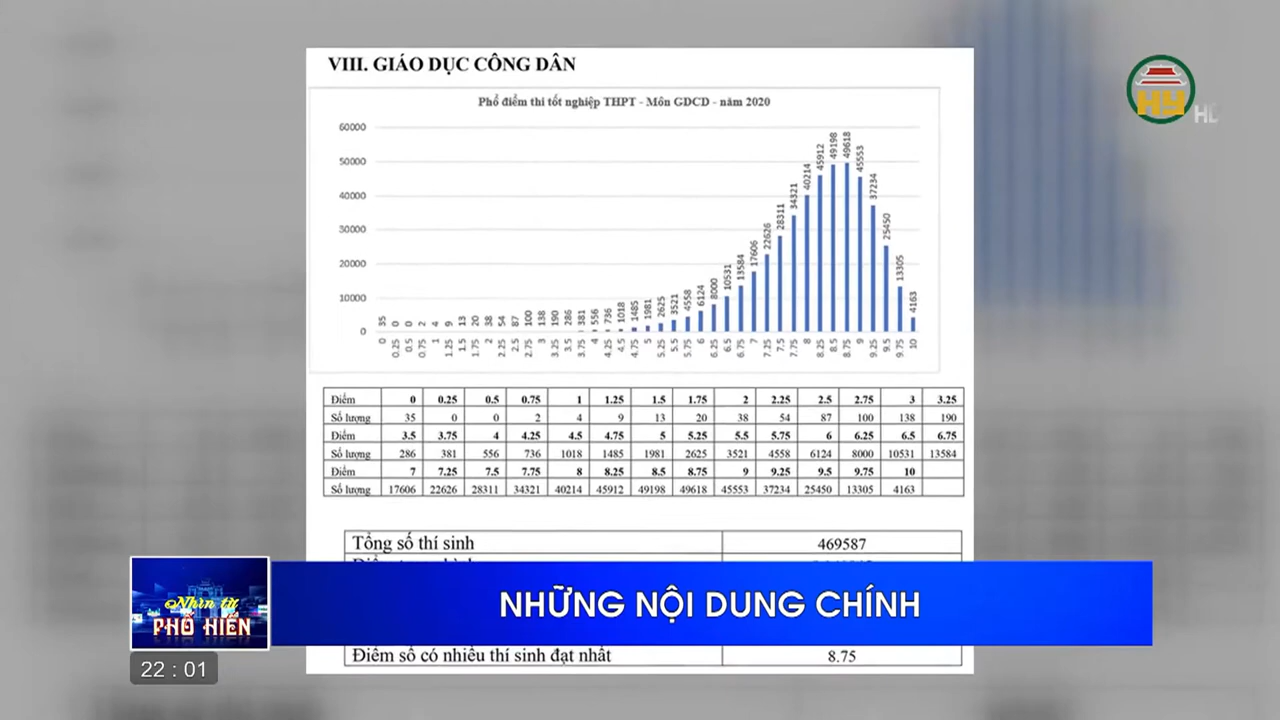 VIII. GIÁO DỤC CÔNG DÂN
Phổ điểm thi tốt nghiệp THPT - Môn GDCD - năm 2020
60000
50000
40000
30000
20000
10000
0
35 0 0 2 4 9 13 20 38 54 87 100 138 190 286 381 556 736 1018 1485 1981 2625 3521 4558 6124 8000 10531 13584 17606 22626 28311 34321 40214 45912 49198 49618 45553 37234 25450 13305 4163
0 0.25 0.5 0.75 1 1.25 1.5 1.75 2 2.25 2.5 2.75 3 3.25 3.5 3.75 4 4.25 4.5 4.75 5 5.25 5.5 5.75 6 6.25 6.5 6.75 7 7.25 7.5 7.75 8 8.25 8.5 8.75 9 9.25 9.5 9.75 10
Điểm 0 0.25 0.5 0.75 1 1.25 1.5 1.75 2 2.25 2.5 2.75 3 3.25
Số lượng 35 0 0 2 4 9 13 20 38 54 87 100 138 190
Điểm 3.5 3.75 4 4.25 4.5 4.75 5 5.25 5.5 5.75 6 6.25 6.5 6.75
Số lượng 286 381 556 736 1018 1485 1981 2625 3521 4558 6124 8000 10531 13584
Điểm 7 7.25 7.5 7.75 8 8.25 8.5 8.75 9 9.25 9.5 9.75 10
Số lượng 17606 22626 28311 34321 40214 45912 49198 49618 45553 37234 25450 13305 4163
Tổng số thí sinh 469587
Điểm số có nhiều thí sinh đạt nhất 8.75
NHỮNG NỘI DUNG CHÍNH
Nhìn từ
PHỐ HIẾN
22 : 01
HY
HD